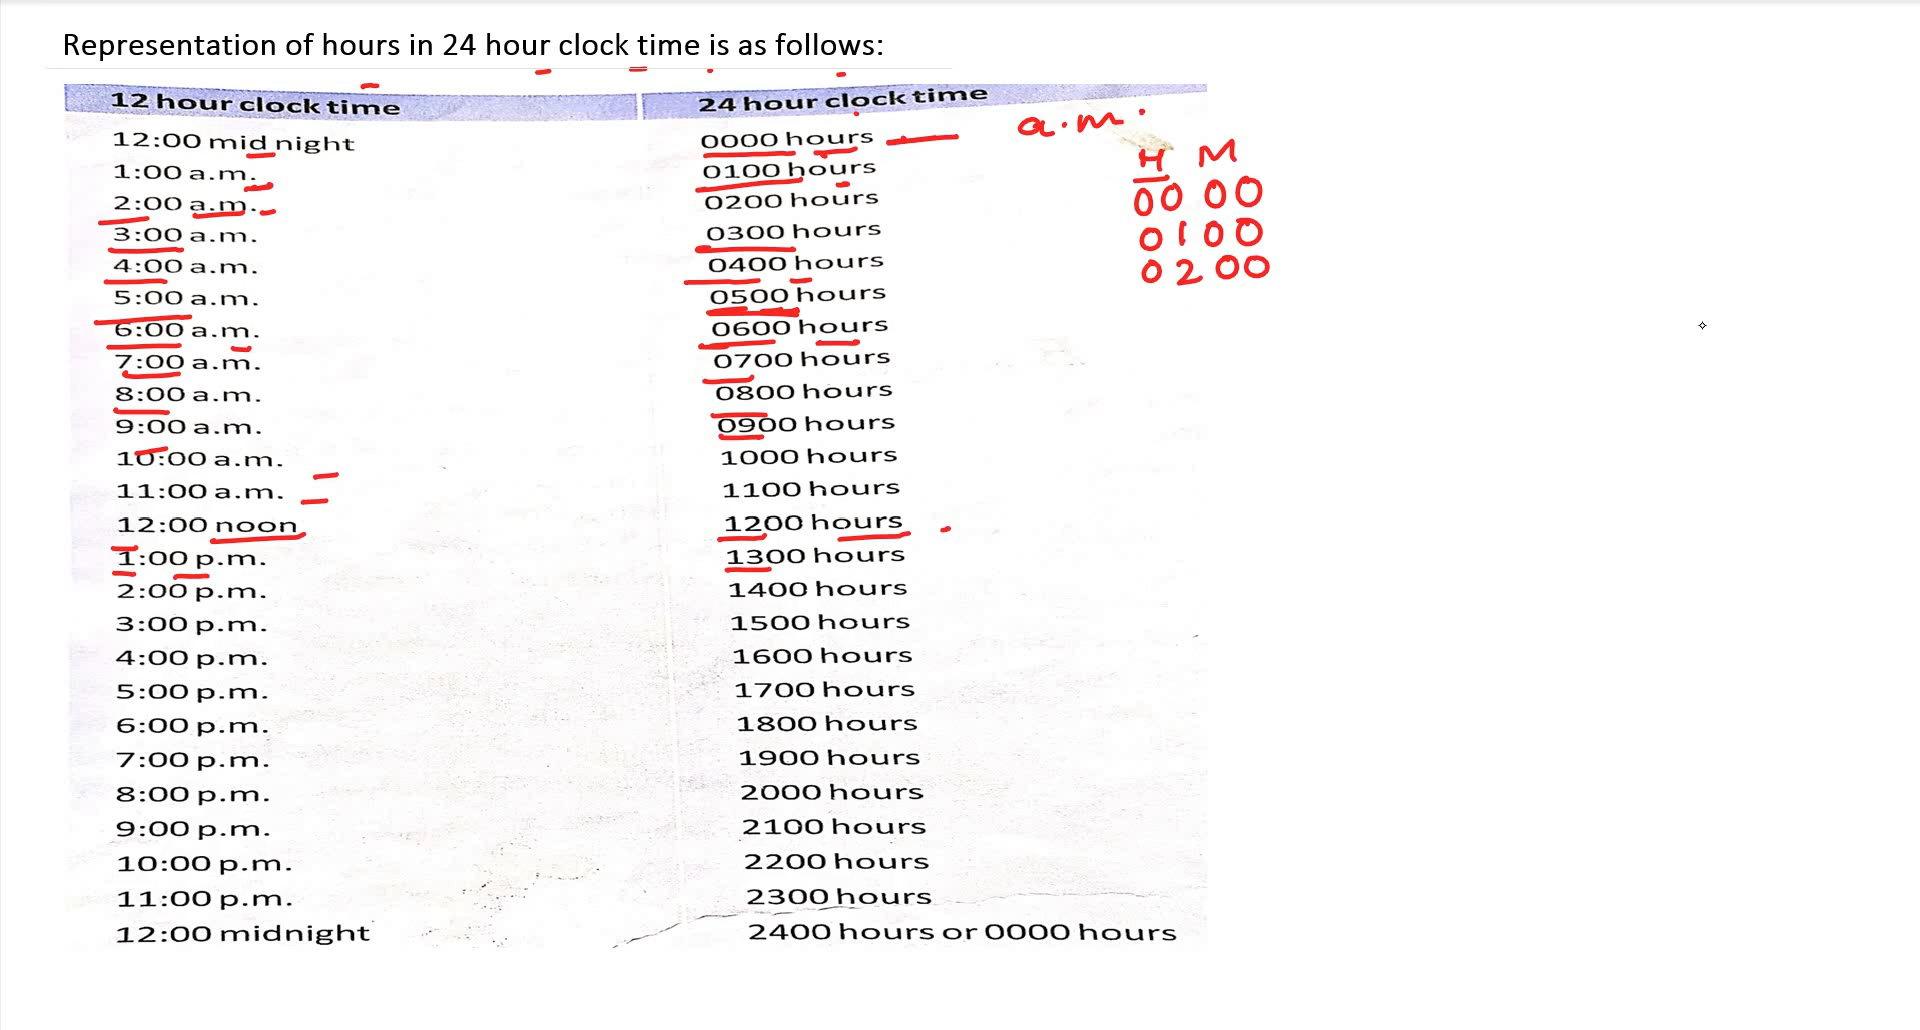 Representation of hours in 24 hour clock time is as follows:
12 hour clock time 24 hour clock time
12:00 mid night 0000 hours a.m.
H M
1:00 a.m. 0100 hours
00 00
2:00 a.m. 0200 hours
3:00 a.m. 0300 hours 0100
4:00 a.m. 0400 hours 0200
5:00 a.m. 0500 hours
6:00 a.m. 0600 hours
7:00 a.m. 0700 hours
8:00 a.m. 0800 hours
9:00 a.m. 0900 hours
10:00 a.m. 1000 hours
11:00 a.m. 1100 hours
12:00 noon 1200 hours
1:00 p.m. 1300 hours
2:00 p.m. 1400 hours
3:00 p.m. 1500 hours
4:00 p.m. 1600 hours
5:00 p.m. 1700 hours
6:00 p.m. 1800 hours
7:00 p.m. 1900 hours
8:00 p.m. 2000 hours
9:00 p.m. 2100 hours
10:00 p.m. 2200 hours
11:00 p.m. 2300 hours
12:00 midnight 2400 hours or 0000 hours